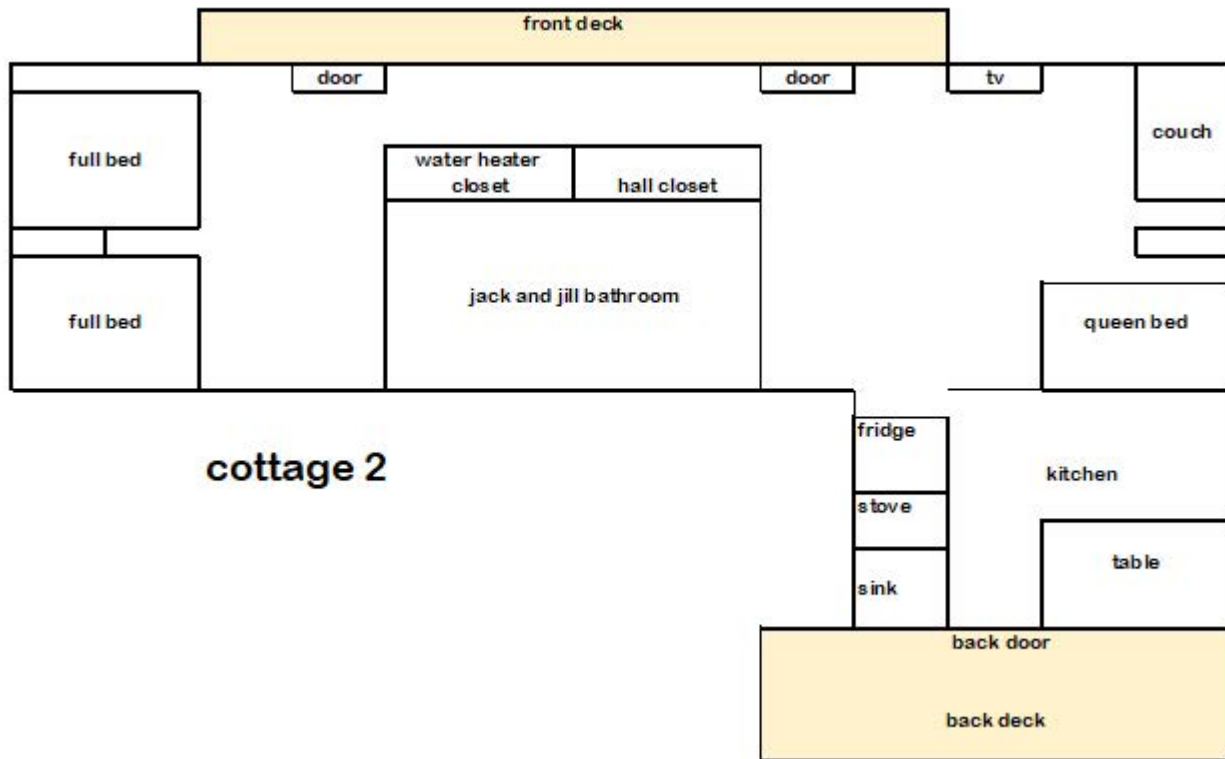 front deck
door
door
tv
full bed
water heater
closet
hall closet
couch
full bed
jack and jill bathroom
queen bed
cottage 2
fridge
kitchen
stove
table
sink
back door
back deck